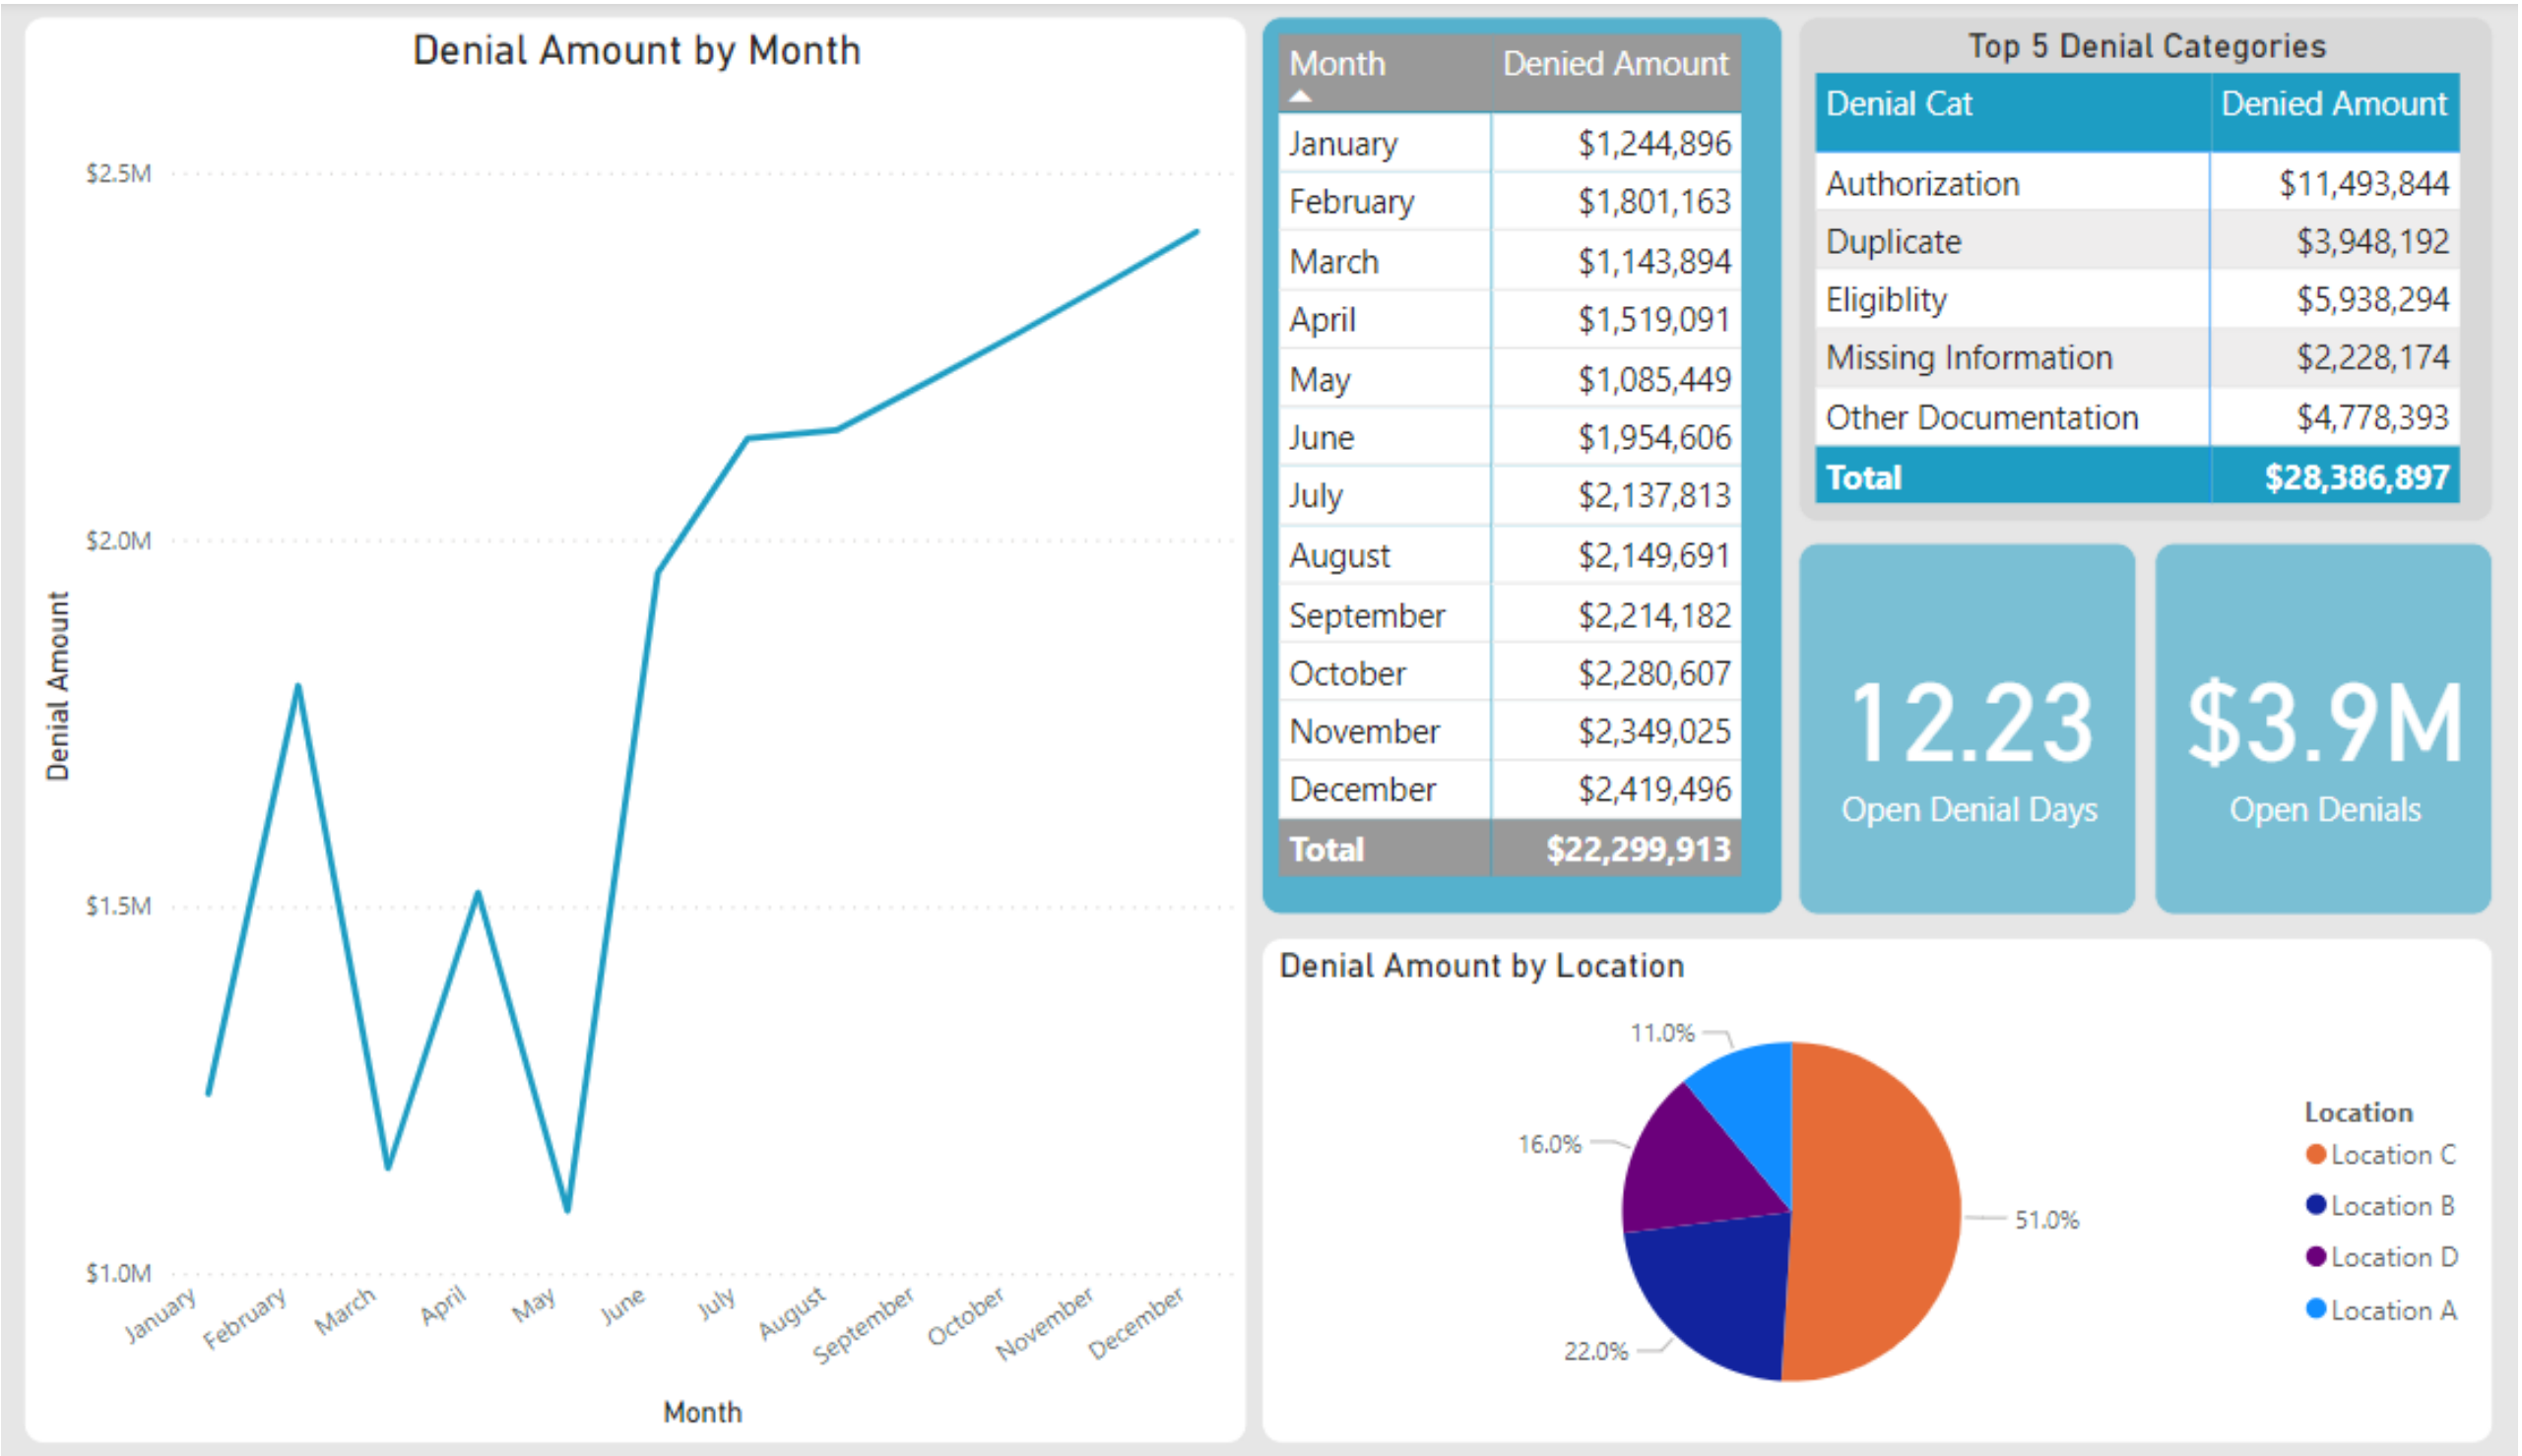 Denial Amount by Month
$2.5M
$2.0M
$1.5M
$1.0M
Denial Amount
January
February
March
April
May
June
July
August
September
October
November
December
Month
Month Denied Amount
January $1,244,896
February $1,801,163
March $1,143,894
April $1,519,091
May $1,085,449
June $1,954,606
July $2,137,813
August $2,149,691
September $2,214,182
October $2,280,607
November $2,349,025
December $2,419,496
Total $22,299,913
Top 5 Denial Categories
Denial Cat Denied Amount
Authorization $11,493,844
Duplicate $3,948,192
Eligiblity $5,938,294
Missing Information $2,228,174
Other Documentation $4,778,393
Total $28,386,897
12.23
Open Denial Days
$3.9M
Open Denials
Denial Amount by Location
11.0%
16.0%
22.0%
51.0%
Location
Location C
Location B
Location D
Location A